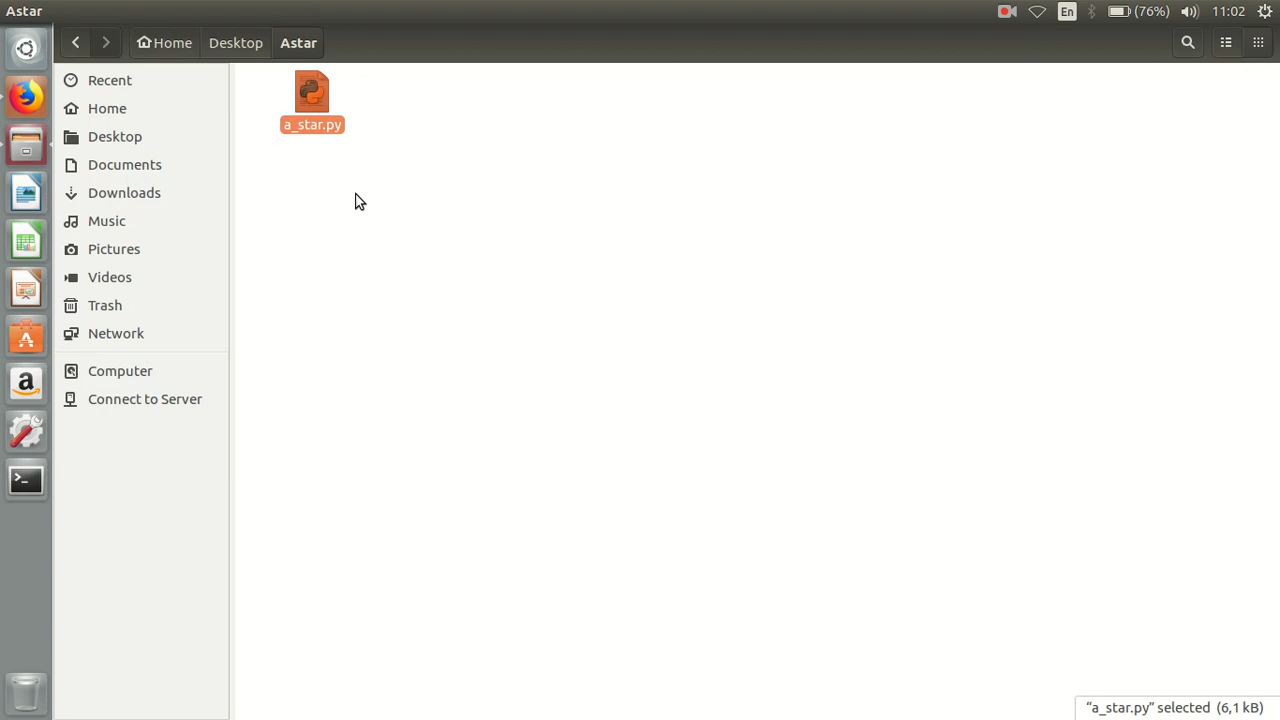 Astar
En
(76%)
11:02
Home
Desktop
Astar
Recent
Home
Desktop
Documents
Downloads
Music
Pictures
Videos
Trash
Network
Computer
Connect to Server
a_star.py
“a_star.py” selected (6,1 kB)